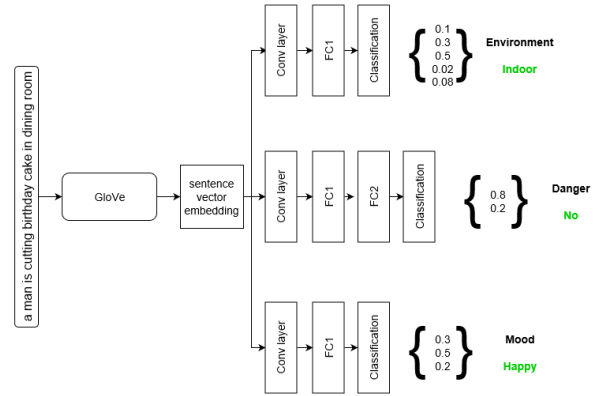 a man is cutting birthday cake in dining room
GloVe
sentence
vector
embedding
Conv layer
FC1
Classification
0.1
0.3
0.5
0.02
0.08
Environment
Indoor
Conv layer
FC1
FC2
Classification
0.8
0.2
Danger
No
Conv layer
FC1
Classification
0.3
0.5
0.2
Mood
Happy